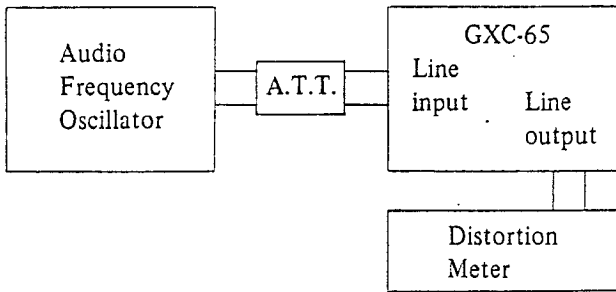 Audio
Frequency
Oscillator
A.T.T.
GXC-65
Line
input
Line
output
Distortion
Meter